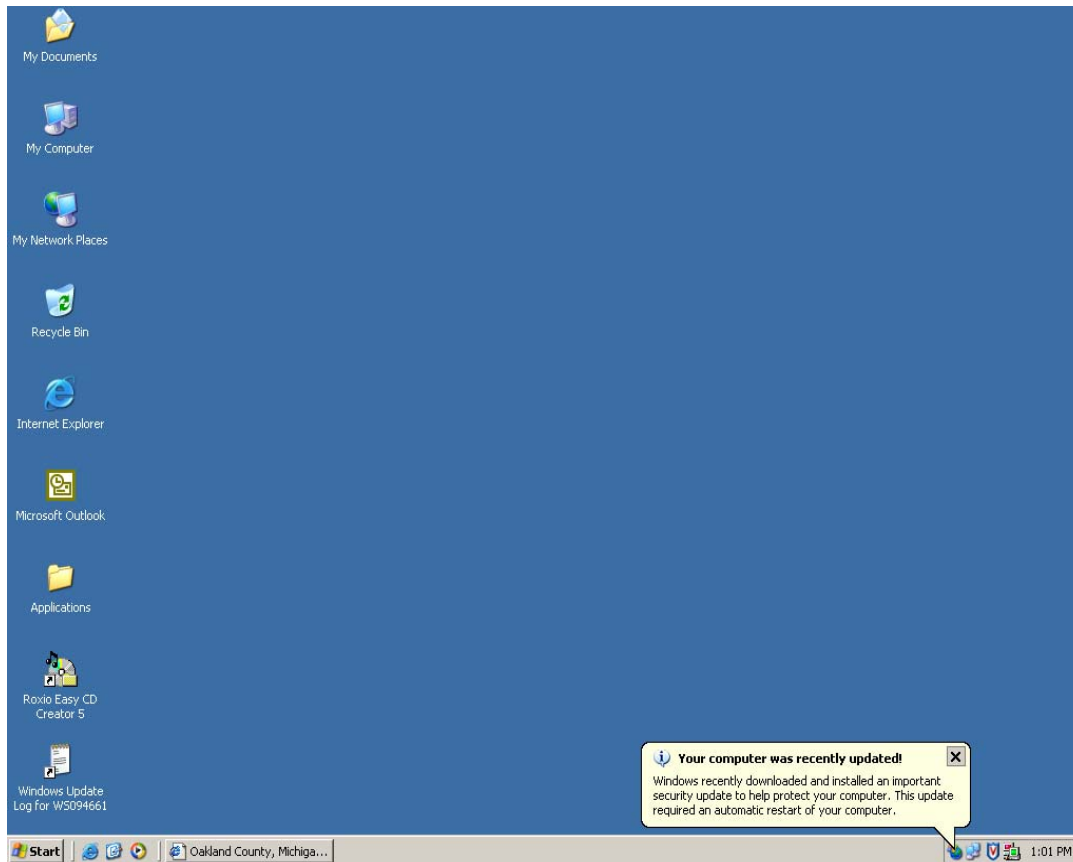 My Documents
My Computer
My Network Places
Recycle Bin
Internet Explorer
Microsoft Outlook
Applications
Roxio Easy CD
Creator 5
Windows Update
Log for WS094661
Your computer was recently updated!
Windows recently downloaded and installed an important
security update to help protect your computer. This update
required an automatic restart of your computer.
Start
Oakland County, Michiga...
1:01 PM